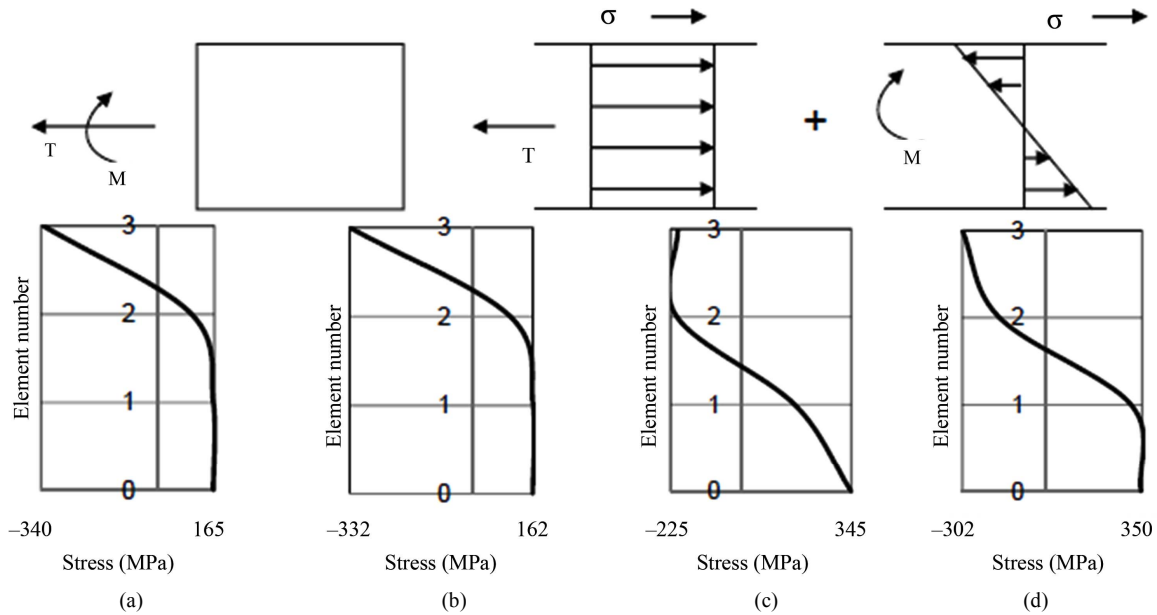 σ
σ
T
M
T
+
M
3
2
1
0
Element number
–340
165
Stress (MPa)
(a)
3
2
1
0
Element number
–332
162
Stress (MPa)
(b)
3
2
1
0
Element number
–225
345
Stress (MPa)
(c)
3
2
1
0
Element number
–302
350
Stress (MPa)
(d)